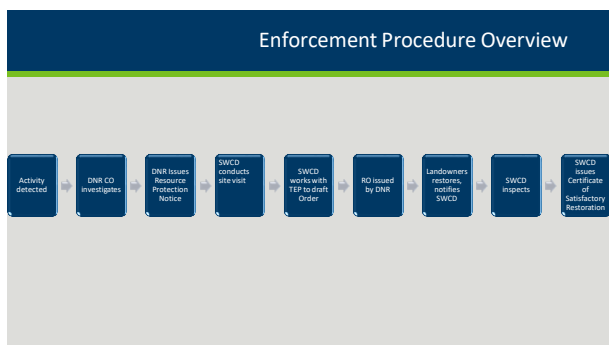 Enforcement Procedure Overview
Activity
detected
DNR CO
investigates
DNR Issues
Resource
Protection
Notice
SWCD
conducts
site visit
SWCD
works with
TEP to draft
Order
RO issued
by DNR
Landowners
restores,
notifies
SWCD
SWCD
inspects
SWCD
issues
Certificate
of
Satisfactory
Restoration